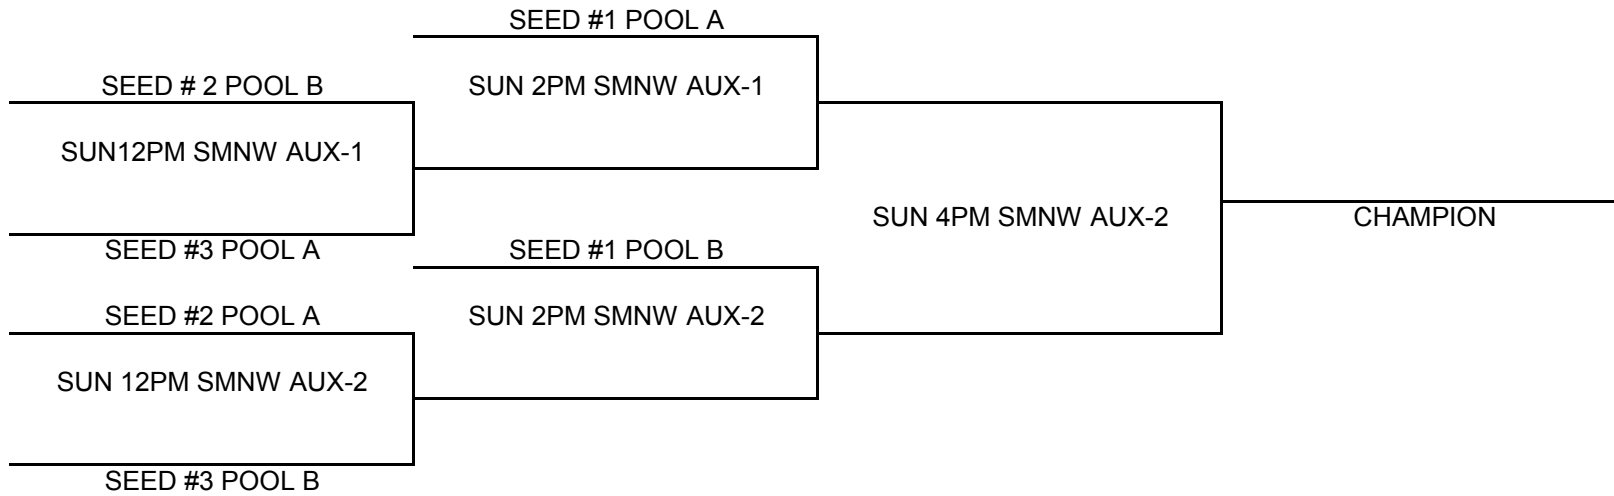 SEED #1 POOL A
SEED # 2 POOL B
SUN 2PM SMNW AUX-1
SUN12PM SMNW AUX-1
SUN 4PM SMNW AUX-2
CHAMPION
SEED #3 POOL A
SEED #1 POOL B
SEED #2 POOL A
SUN 2PM SMNW AUX-2
SUN 12PM SMNW AUX-2
SEED #3 POOL B